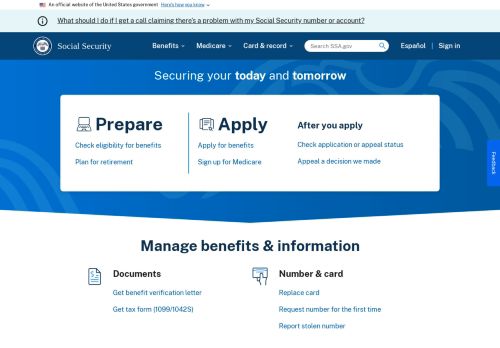 An official website of the United States government Here's how you know
What should I do if I get a call claiming there's a problem with my Social Security number or account?
Social Security Benefits Medicare Card & record Search SSA.gov Español Sign in
Securing your today and tomorrow
Prepare
Check eligibility for benefits
Plan for retirement
Apply
Apply for benefits
Sign up for Medicare
After you apply
Check application or appeal status
Appeal a decision we made
Feedback
Manage benefits & information
Documents
Get benefit verification letter
Get tax form (1099/1042S)
Number & card
Replace card
Request number for the first time
Report stolen number